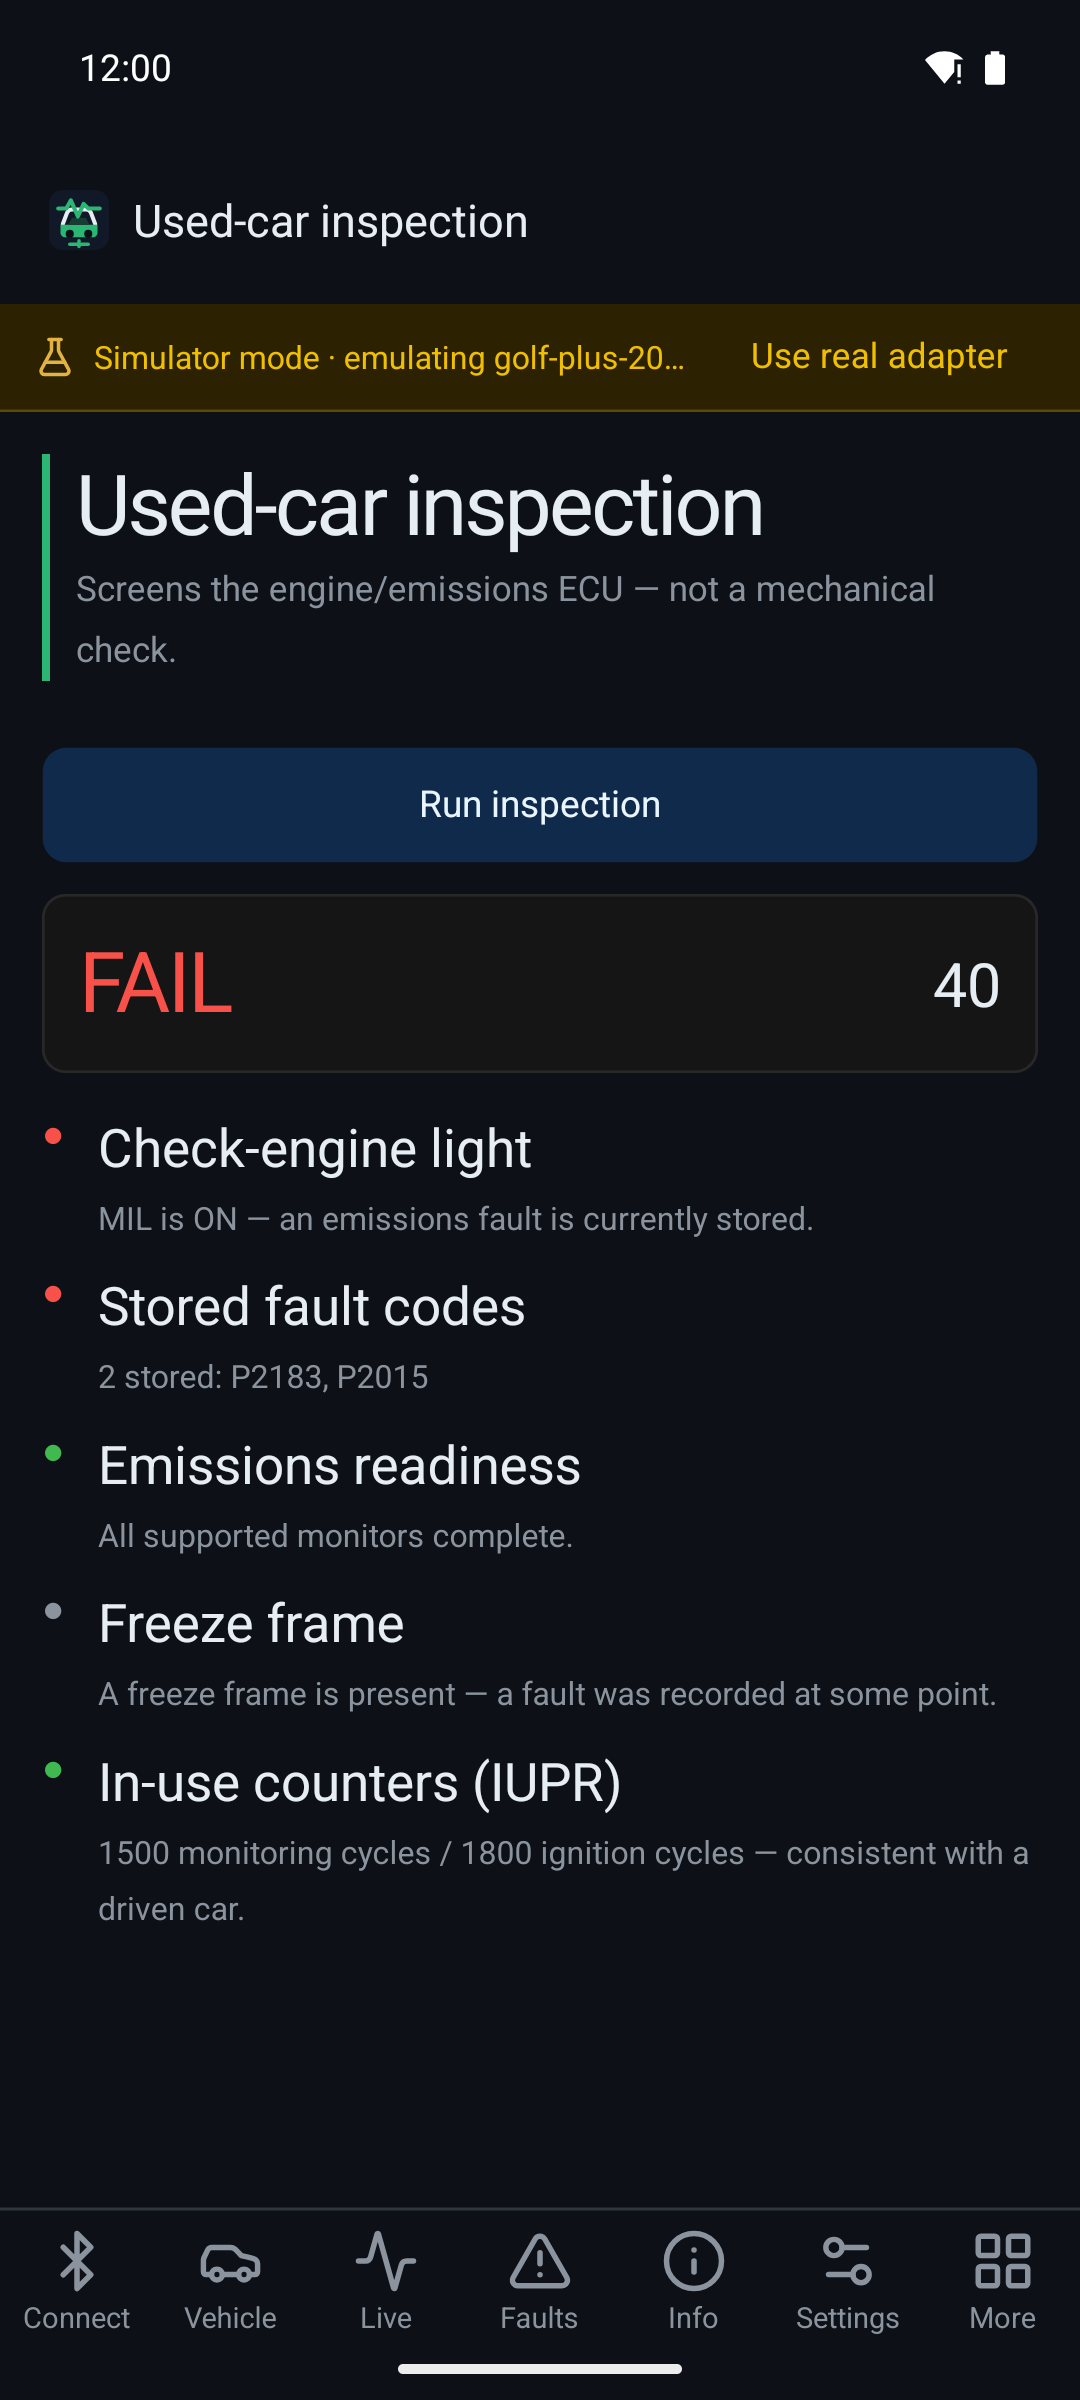 12:00
Used-car inspection
Simulator mode · emulating golf-plus-20…
Use real adapter
Used-car inspection
Screens the engine/emissions ECU — not a mechanical
check.
Run inspection
FAIL
40
Check-engine light
MIL is ON — an emissions fault is currently stored.
Stored fault codes
2 stored: P2183, P2015
Emissions readiness
All supported monitors complete.
Freeze frame
A freeze frame is present — a fault was recorded at some point.
In-use counters (IUPR)
1500 monitoring cycles / 1800 ignition cycles — consistent with a
driven car.
Connect
Vehicle
Live
Faults
Info
Settings
More